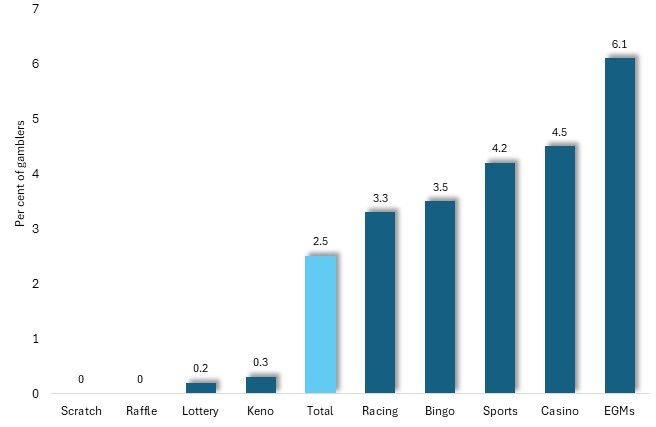 Per cent of gamblers
7
6
5
4
3
2
1
0
0
0
0.2
0.3
2.5
3.3
3.5
4.2
4.5
6.1
Scratch
Raffle
Lottery
Keno
Total
Racing
Bingo
Sports
Casino
EGMs